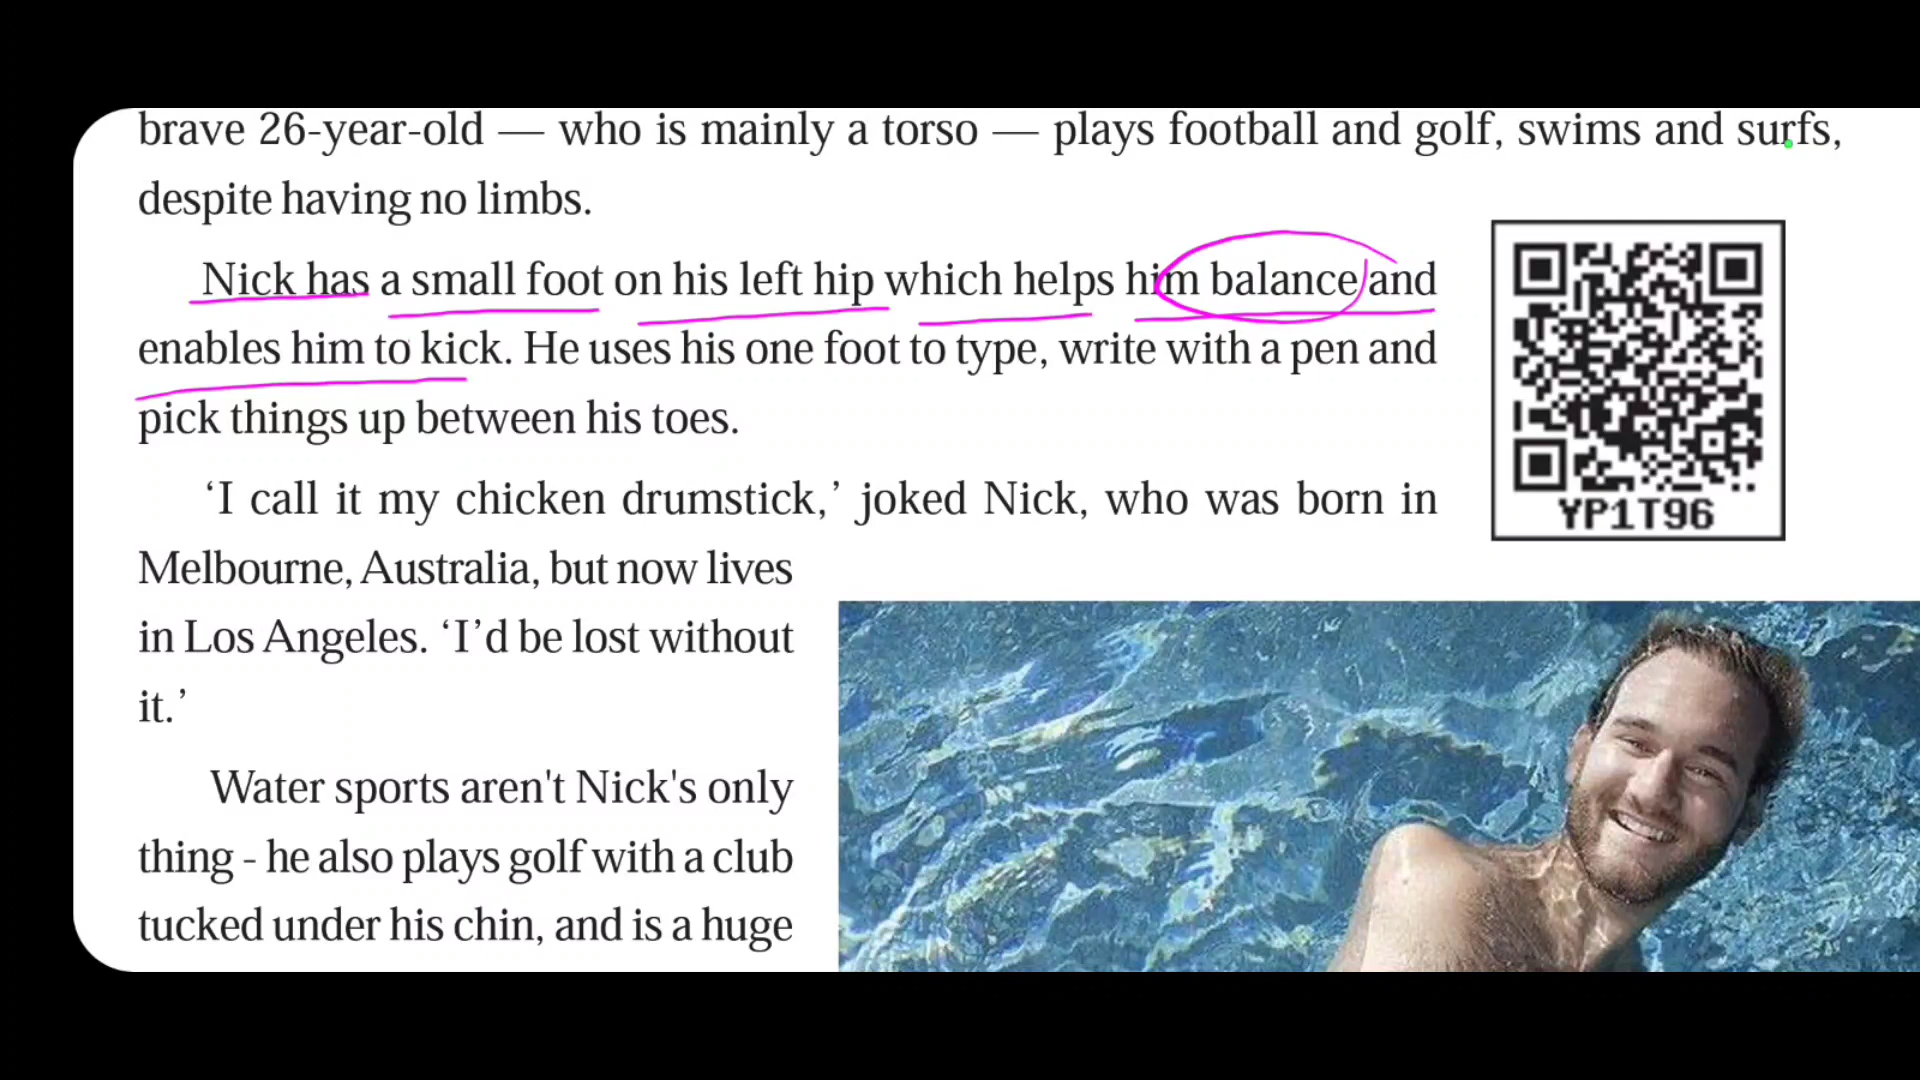 brave 26-year-old — who is mainly a torso — plays football and golf, swims and surfs,
despite having no limbs.
Nick has a small foot on his left hip which helps him balance and
enables him to kick. He uses his one foot to type, write with a pen and
pick things up between his toes.
‘I call it my chicken drumstick,’ joked Nick, who was born in
Melbourne, Australia, but now lives
in Los Angeles. ‘I’d be lost without
it.’
Water sports aren't Nick's only
thing - he also plays golf with a club
tucked under his chin, and is a huge
YP1T96